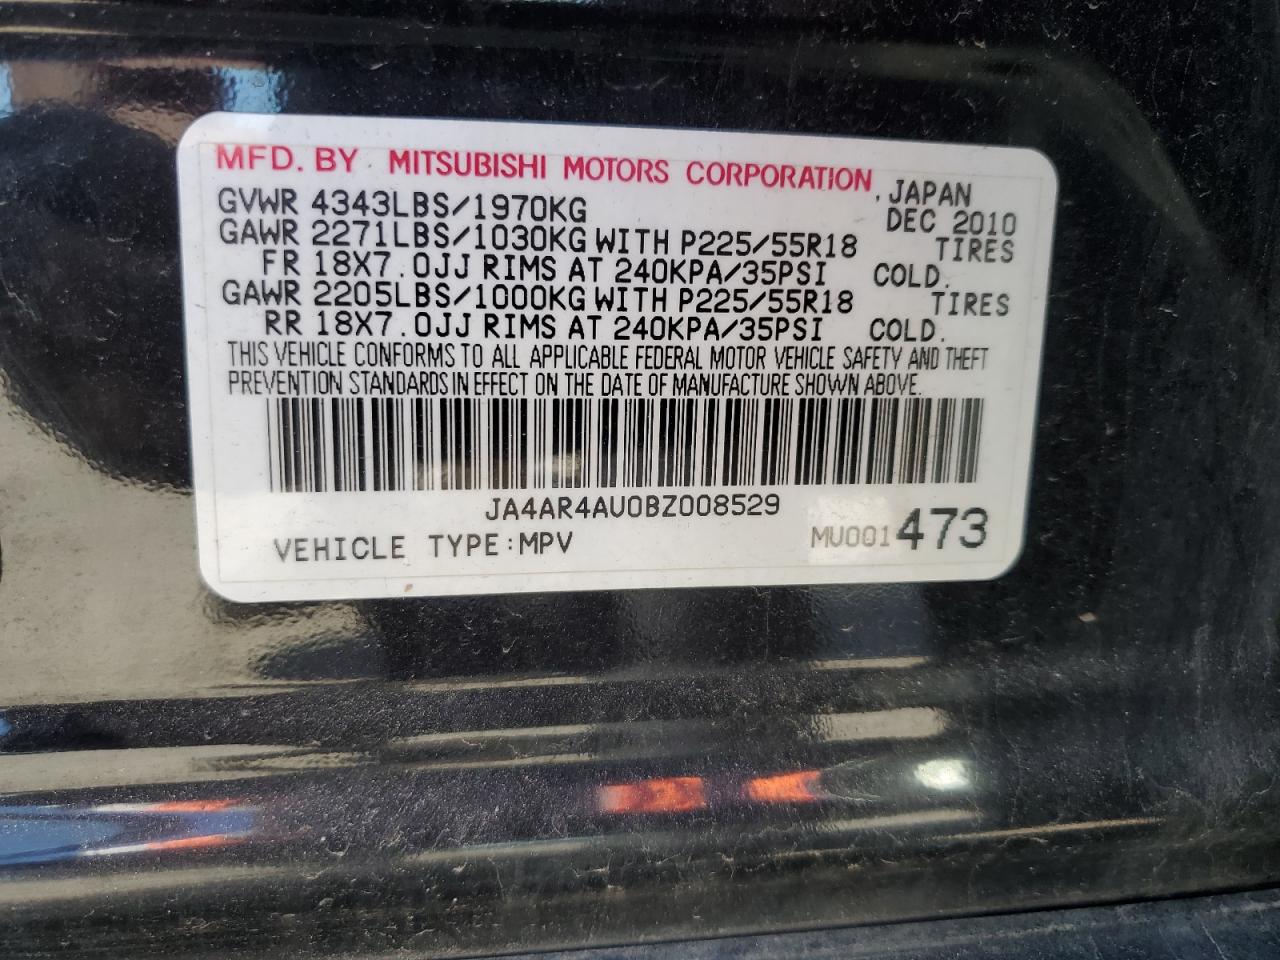 MFD. BY MITSUBISHI MOTORS CORPORATION, JAPAN
GVWR 4343LBS/1970KG DEC 2010
GAWR 2271LBS/1030KG WITH P225/55R18 TIRES
FR 18X7.0JJ RIMS AT 240KPA/35PSI COLD.
GAWR 2205LBS/1000KG WITH P225/55R18 TIRES
RR 18X7.0JJ RIMS AT 240KPA/35PSI COLD.
THIS VEHICLE CONFORMS TO ALL APPLICABLE FEDERAL MOTOR VEHICLE SAFETY AND THEFT
PREVENTION STANDARDS IN EFFECT ON THE DATE OF MANUFACTURE SHOWN ABOVE.
JA4AR4AU0BZ008529
VEHICLE TYPE:MPV MU001473